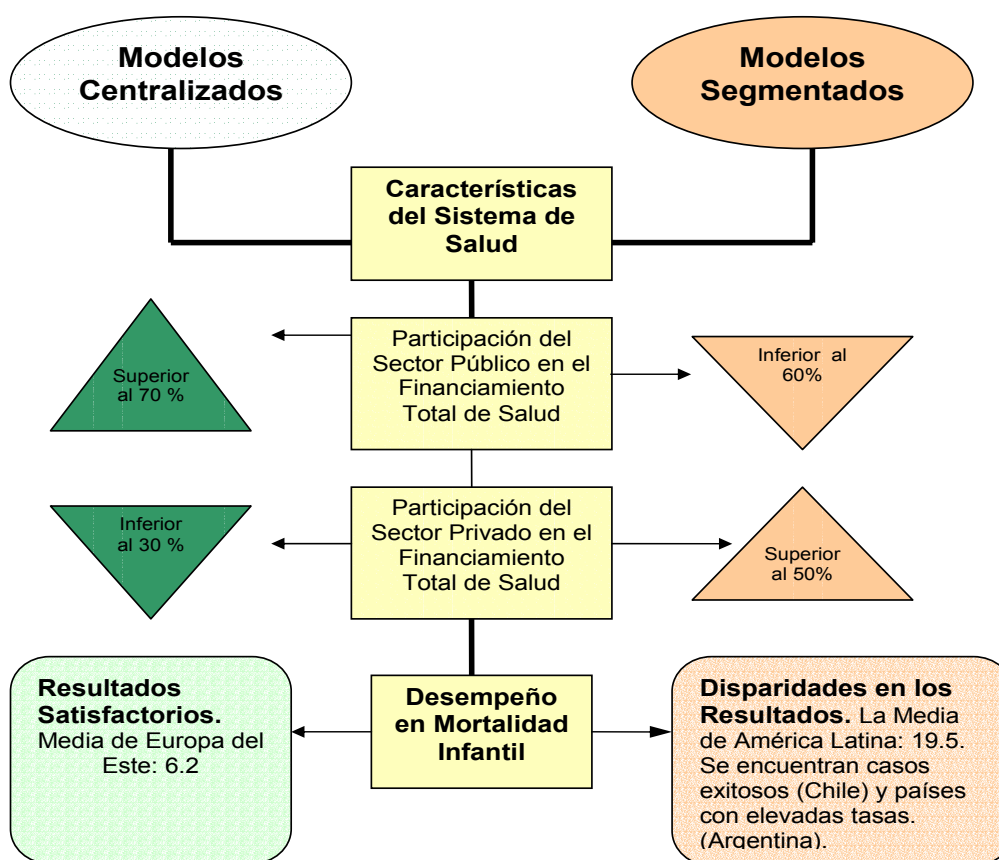 Modelos
Centralizados
Modelos
Segmentados
Características
del Sistema de
Salud
Superior
al 70 %
Participación del
Sector Público en el
Financiamiento
Total de Salud
Inferior al
60%
Inferior
al 30 %
Participación del
Sector Privado en el
Financiamiento
Total de Salud
Superior
al 50%
Resultados
Satisfactorios.
Media de Europa del
Este: 6.2
Desempeño
en Mortalidad
Infantil
Disparidades en los
Resultados. La Media
de América Latina: 19.5.
Se encuentran casos
exitosos (Chile) y países
con elevadas tasas.
(Argentina).